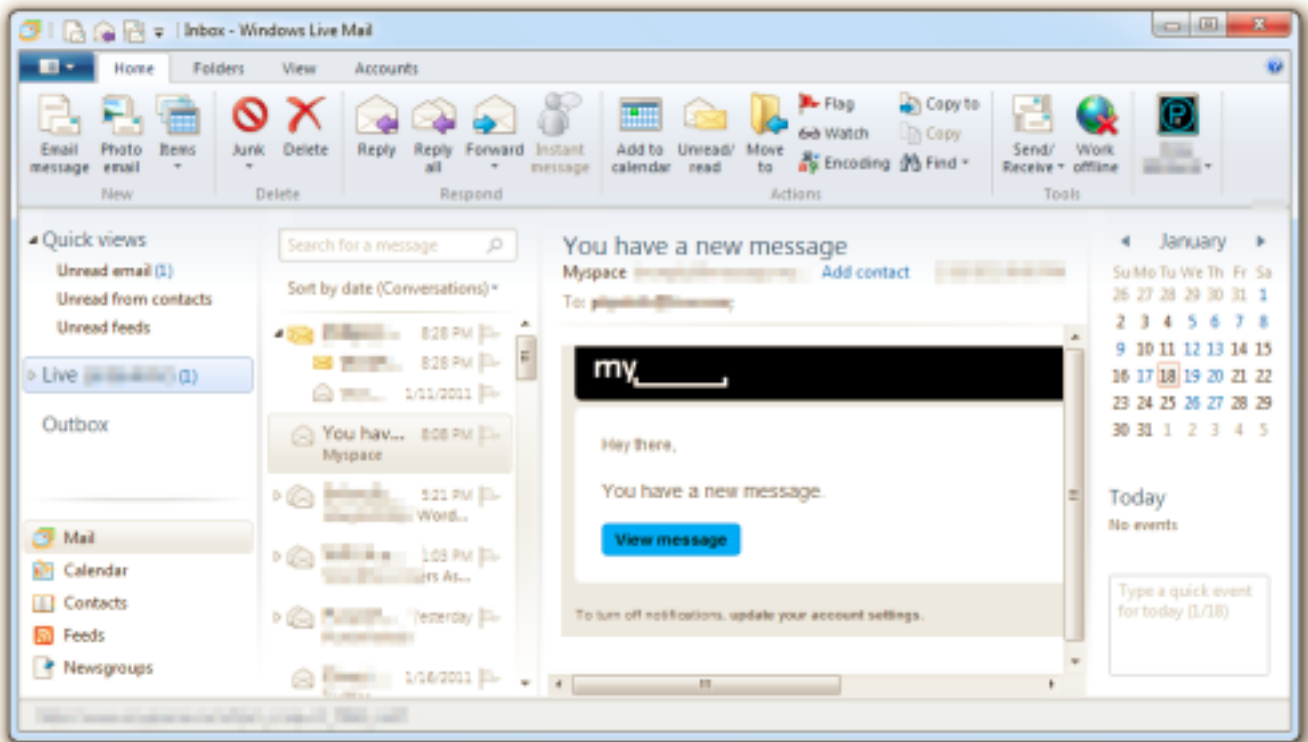 Inbox - Windows Live Mail
Home Folders View Accounts
Email message
Photo email
Items
New
Junk
Delete
Delete
Reply
Reply all
Forward
Instant message
Respond
Add to calendar
Unread/ read
Move to
Flag
Watch
Encoding
Copy to
Copy
Find
Actions
Send/ Receive
Work offline
Tools
Quick views
Unread email (1)
Unread from contacts
Unread feeds
Live (1)
Outbox
Mail
Calendar
Contacts
Feeds
Newsgroups
Search for a message
Sort by date (Conversations)
8:28 PM
8:28 PM
1/11/2011
You hav... 8:08 PM
Myspace
5:21 PM
Word...
1:03 PM
ers As...
Yesterday
1/16/2011
You have a new message
Myspace Add contact
To:
my
Hey there,
You have a new message.
View message
To turn off notifications, update your account settings.
January
Su Mo Tu We Th Fr Sa
26 27 28 29 30 31 1
2 3 4 5 6 7 8
9 10 11 12 13 14 15
16 17 18 19 20 21 22
23 24 25 26 27 28 29
30 31 1 2 3 4 5
Today
No events
Type a quick event
for today (1/18)